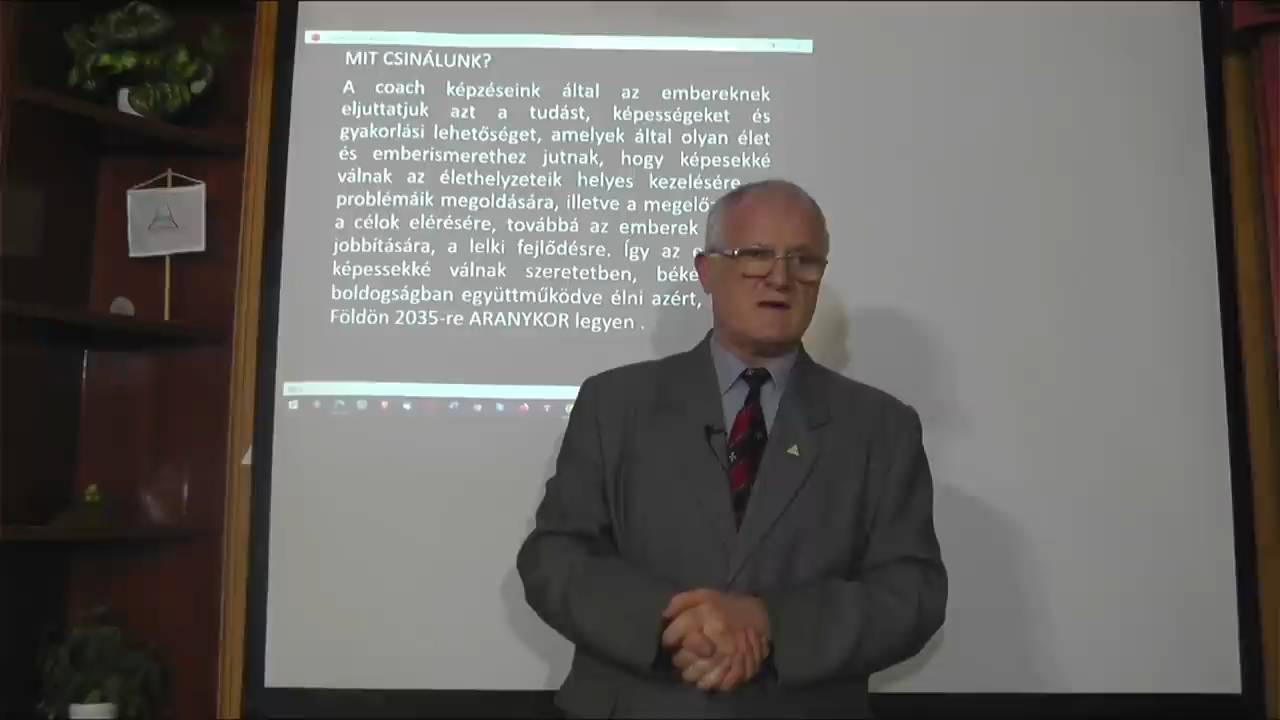 MIT CSINÁLUNK?
A coach képzéseink által az embereknek
eljuttatjuk azt a tudást, képességeket és
gyakorlási lehetőséget, amelyek által olyan élet
és emberismerethez jutnak, hogy képesekké
válnak az élethelyzeteik helyes kezelésére
problémáik megoldására, illetve a
a célok elérésére, továbbá az emberek
jobbítására, a lelki fejlődésre. Így az
képessekké válnak szeretetben,
boldogságban együttműködve élni azért,
Földön 2035-re ARANYKOR legyen .